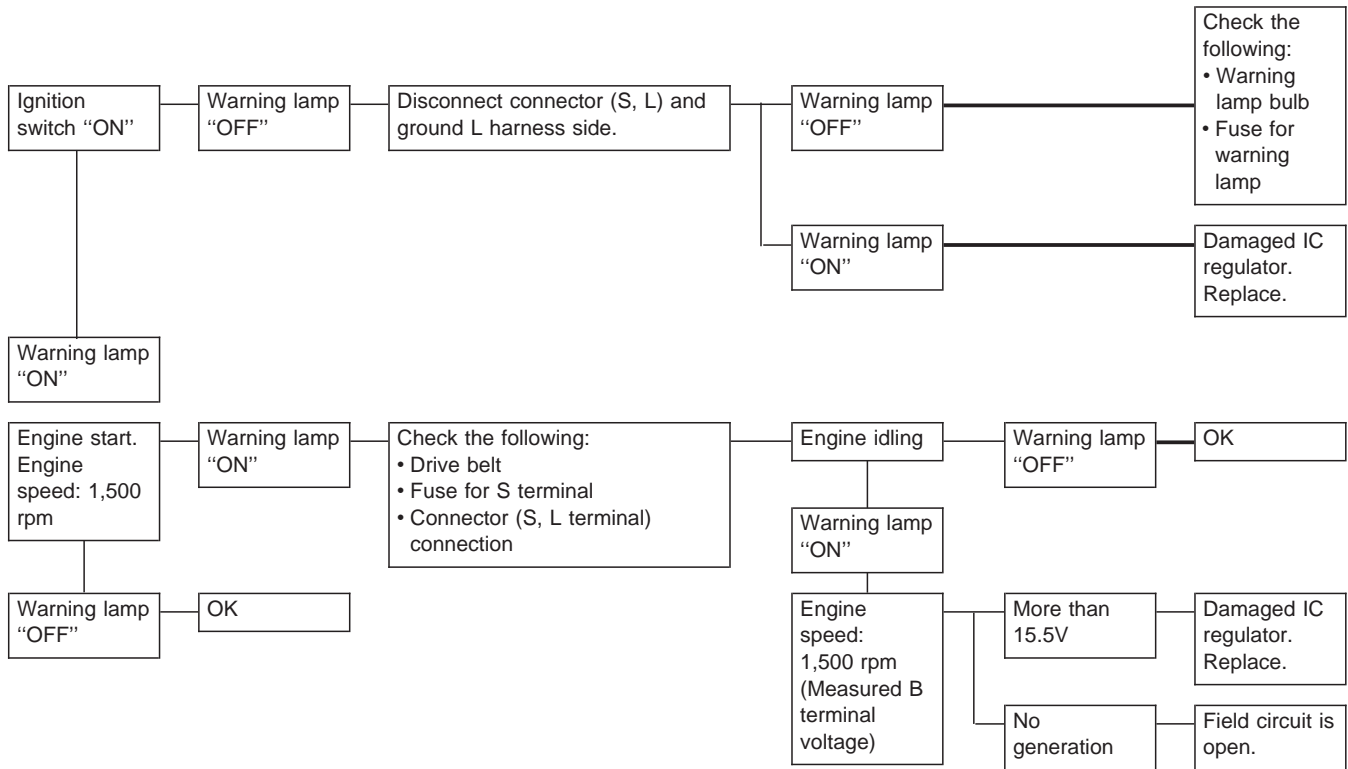 Ignition
switch ‘‘ON’’
Warning lamp
‘‘OFF’’
Disconnect connector (S, L) and
ground L harness side.
Warning lamp
‘‘OFF’’
Check the
following:
• Warning
lamp bulb
• Fuse for
warning
lamp
Warning lamp
‘‘ON’’
Damaged IC
regulator.
Replace.
Warning lamp
‘‘ON’’
Engine start.
Engine
speed: 1,500
rpm
Warning lamp
‘‘ON’’
Check the following:
• Drive belt
• Fuse for S terminal
• Connector (S, L terminal)
connection
Engine idling
Warning lamp
‘‘OFF’’
OK
Warning lamp
‘‘ON’’
Warning lamp
‘‘OFF’’
OK
Engine
speed:
1,500 rpm
(Measured B
terminal
voltage)
More than
15.5V
Damaged IC
regulator.
Replace.
No
generation
Field circuit is
open.